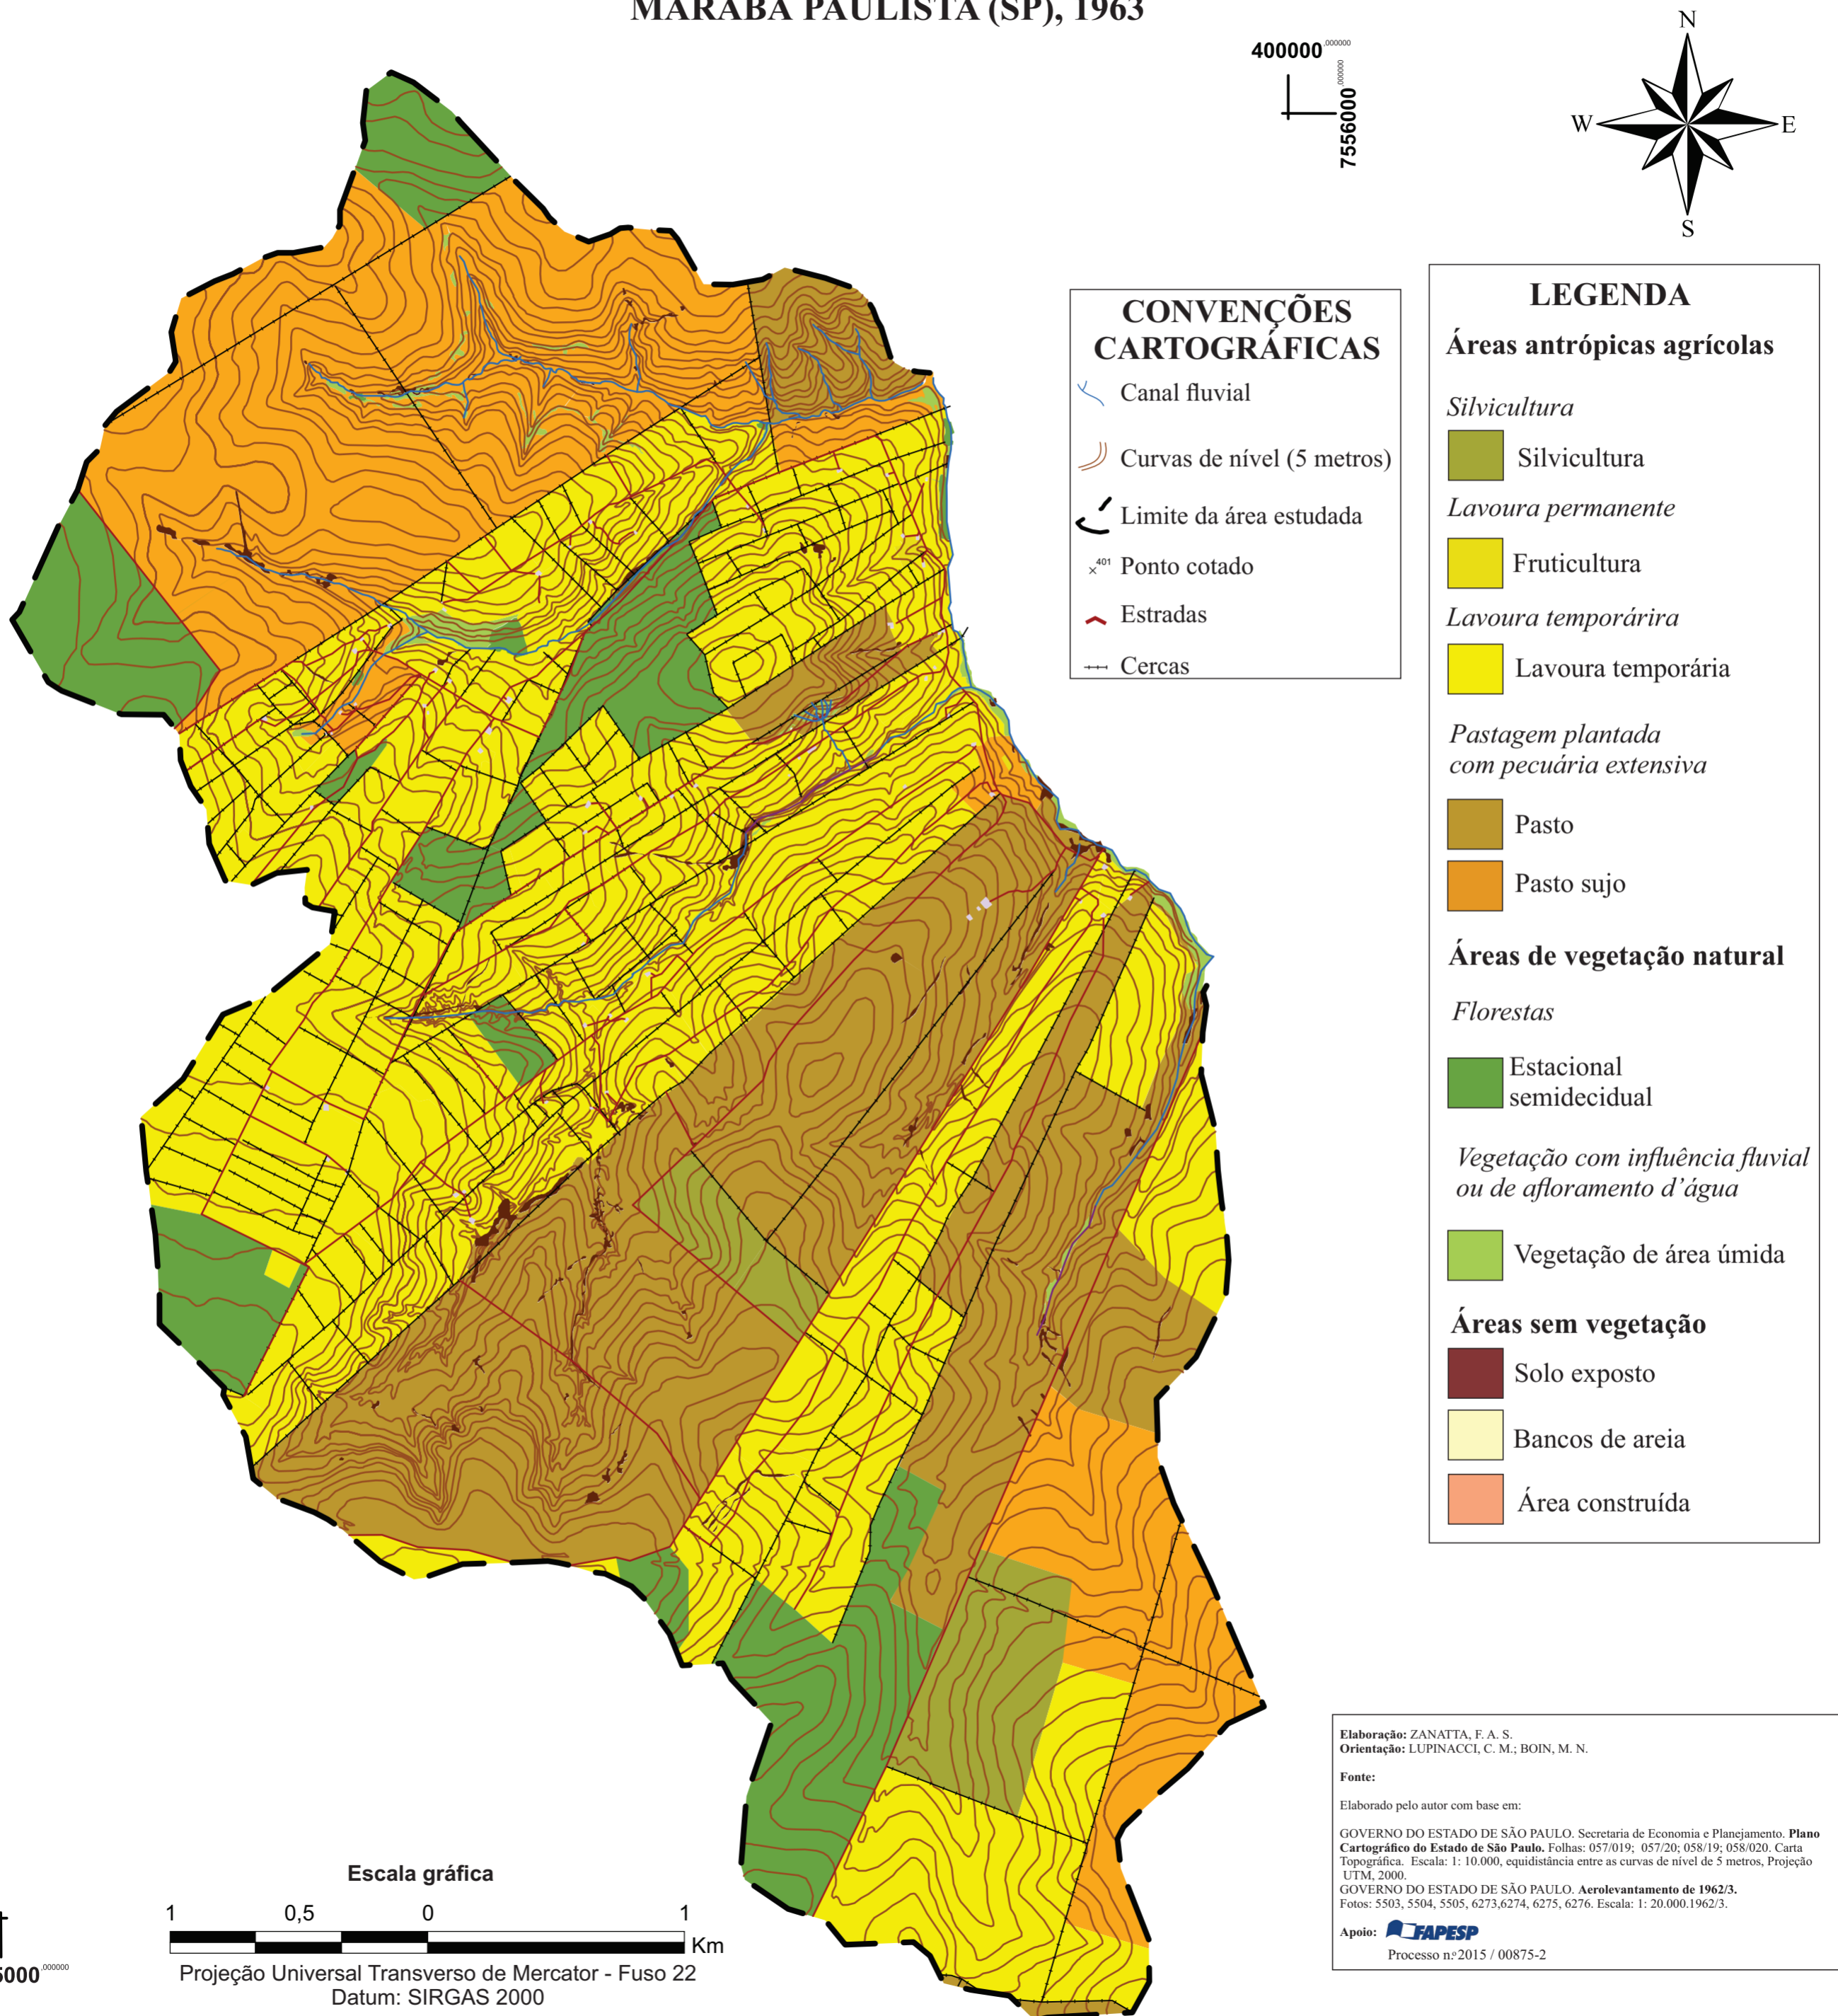 MARABÁ PAULISTA (SP), 1963
400000,000000
7556000,000000
N
W
E
S
CONVENÇÕES
CARTOGRÁFICAS
Canal fluvial
Curvas de nível (5 metros)
Limite da área estudada
×401 Ponto cotado
Estradas
Cercas
LEGENDA
Áreas antrópicas agrícolas
Silvicultura
Silvicultura
Lavoura permanente
Fruticultura
Lavoura temporárira
Lavoura temporária
Pastagem plantada
com pecuária extensiva
Pasto
Pasto sujo
Áreas de vegetação natural
Florestas
Estacional
semidecidual
Vegetação com influência fluvial
ou de afloramento d’água
Vegetação de área úmida
Áreas sem vegetação
Solo exposto
Bancos de areia
Área construída
Elaboração: ZANATTA, F. A. S.
Orientação: LUPINACCI, C. M.; BOIN, M. N.
Fonte:
Elaborado pelo autor com base em:
GOVERNO DO ESTADO DE SÃO PAULO. Secretaria de Economia e Planejamento. Plano
Cartográfico do Estado de São Paulo. Folhas: 057/019; 057/20; 058/19; 058/020. Carta
Topográfica. Escala: 1: 10.000, equidistância entre as curvas de nível de 5 metros, Projeção
UTM, 2000.
GOVERNO DO ESTADO DE SÃO PAULO. Aerolevantamento de 1962/3.
Fotos: 5503, 5504, 5505, 6273,6274, 6275, 6276. Escala: 1: 20.000.1962/3.
Apoio: FAPESP
Processo n.º 2015 / 00875-2
Escala gráfica
1 0,5 0 1
Km
Projeção Universal Transverso de Mercator - Fuso 22
Datum: SIRGAS 2000
5000,000000